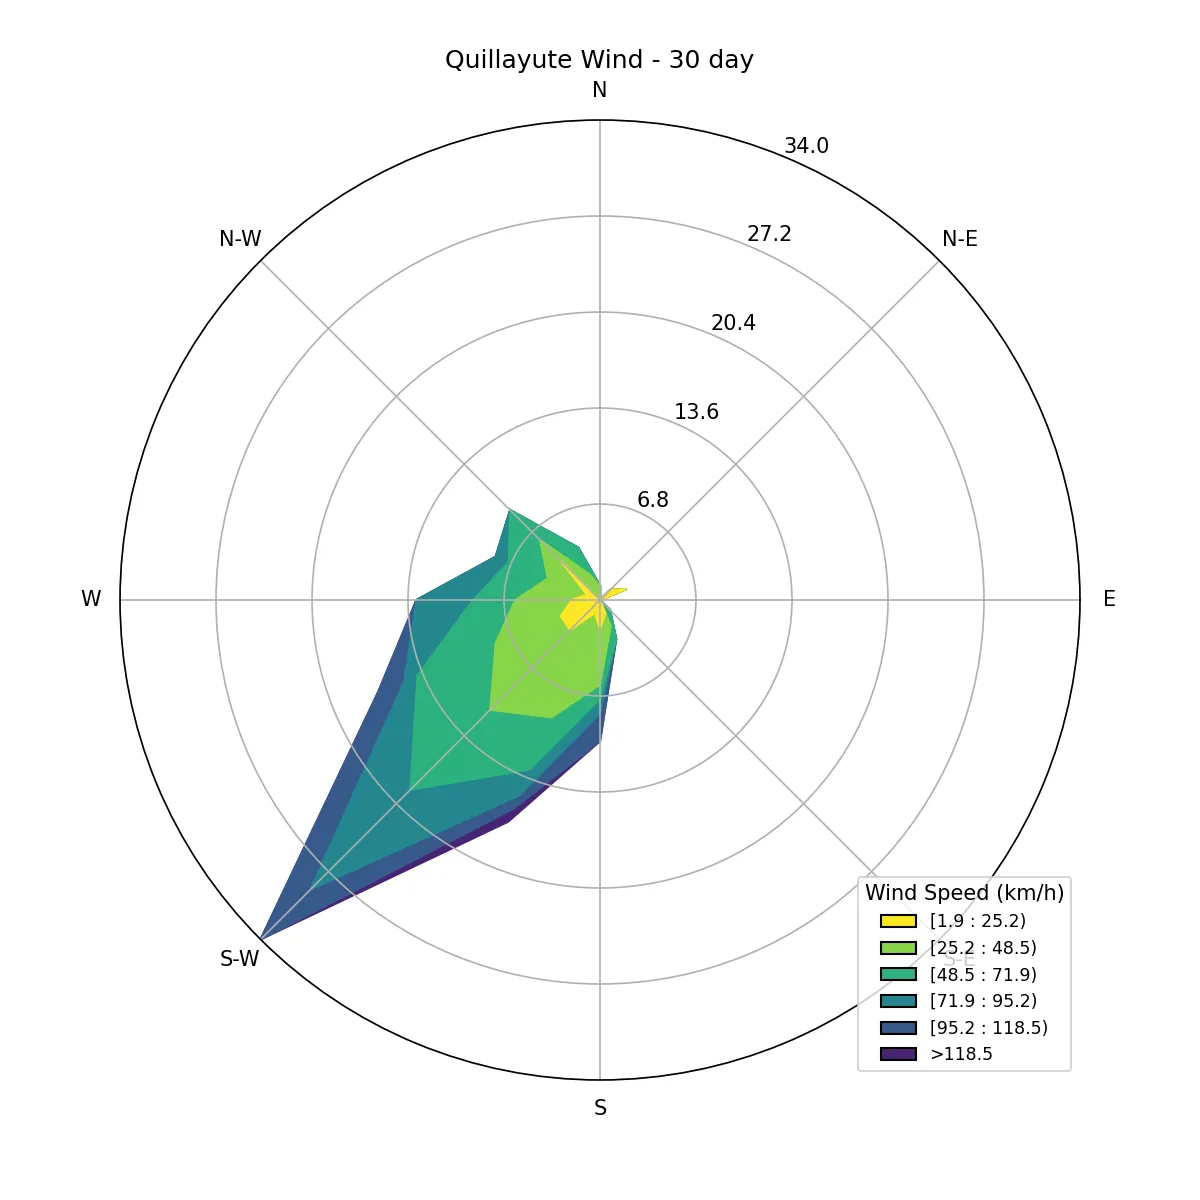 Quillayute Wind - 30 day
N
34.0
N-W
27.2
N-E
20.4
13.6
6.8
W
E
Wind Speed (km/h)
[1.9 : 25.2)
[25.2 : 48.5)
S-W
S-E
[48.5 : 71.9)
[71.9 : 95.2)
[95.2 : 118.5)
>118.5
S